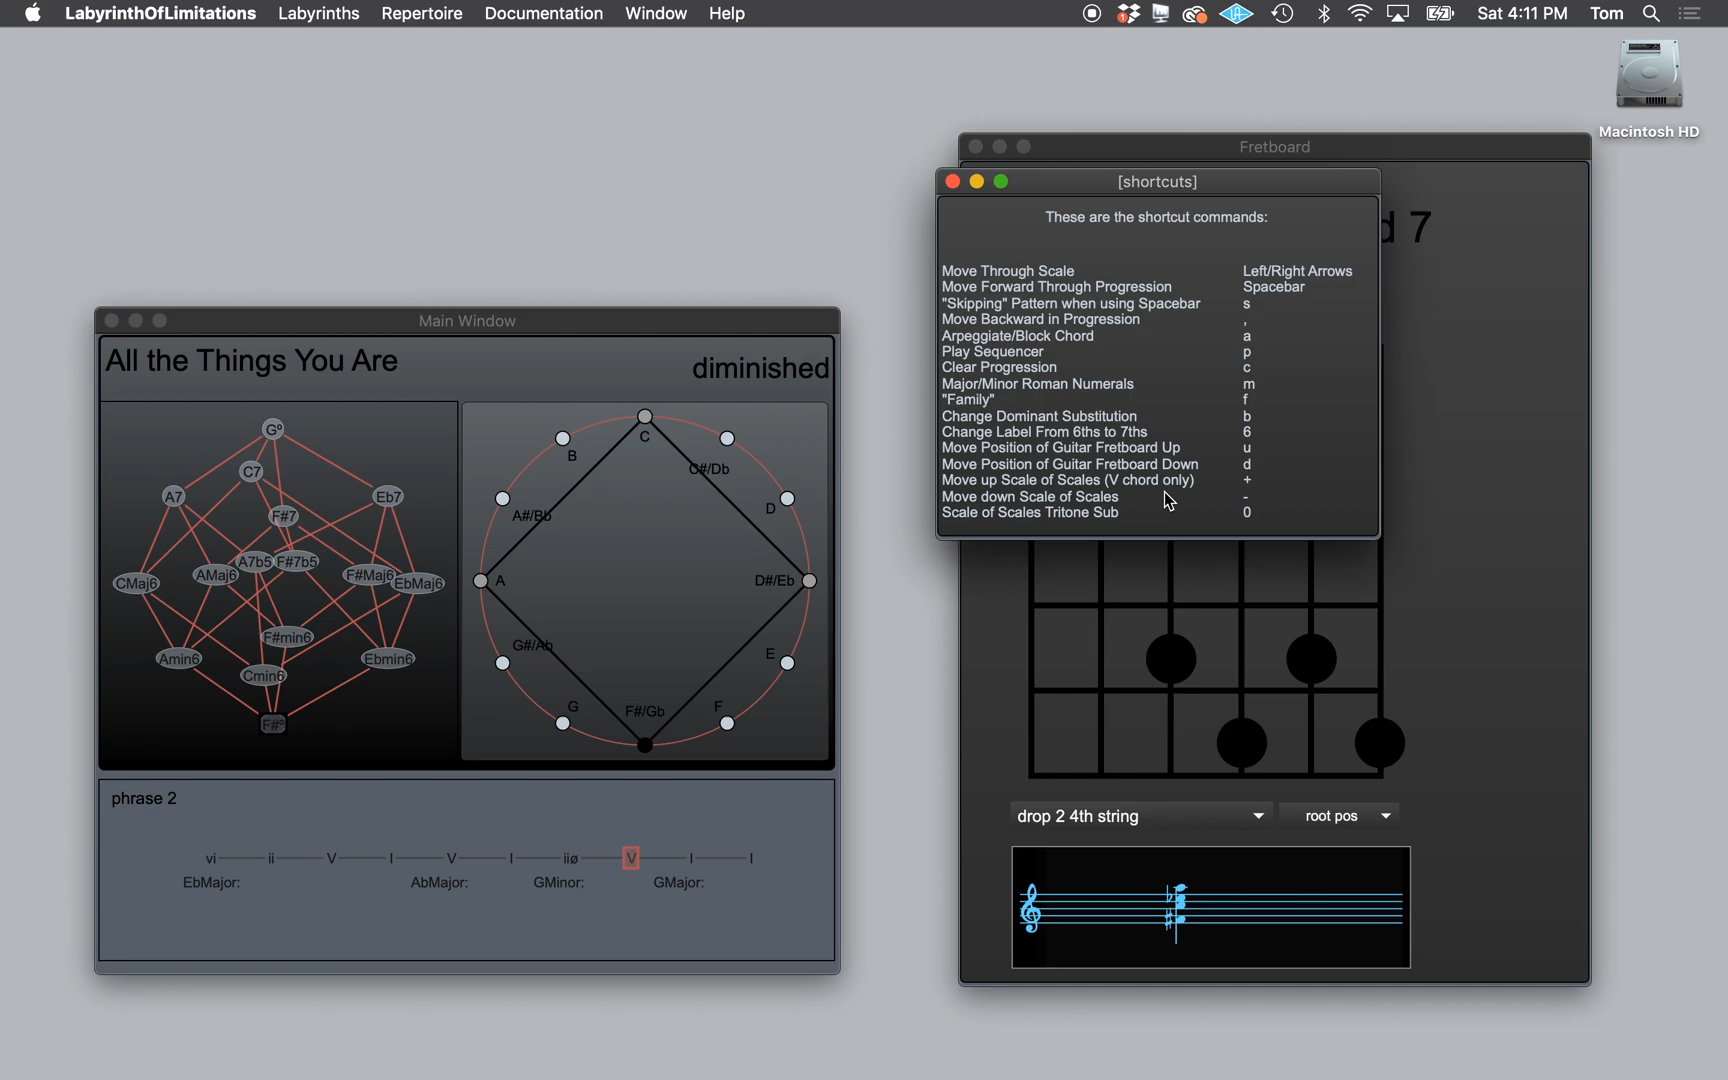 LabyrinthOfLimitations Labyrinths Repertoire Documentation Window Help
1
Sat 4:11 PM Tom
Macintosh HD
Fretboard
d 7
[shortcuts]
These are the shortcut commands:
Move Through Scale Left/Right Arrows
Move Forward Through Progression Spacebar
"Skipping" Pattern when using Spacebar s
Move Backward in Progression ,
Arpeggiate/Block Chord a
Play Sequencer p
Clear Progression c
Major/Minor Roman Numerals m
"Family" f
Change Dominant Substitution b
Change Label From 6ths to 7ths 6
Move Position of Guitar Fretboard Up u
Move Position of Guitar Fretboard Down d
Move up Scale of Scales (V chord only) +
Move down Scale of Scales -
Scale of Scales Tritone Sub 0
Main Window
All the Things You Are
diminished
Gº
C7
A7
Eb7
F#7
A7b5 F#7b5
CMaj6 AMaj6 F#Maj6 EbMaj6
F#min6
Amin6 Ebmin6
Cmin6
F#º
C
B
C#/Db
A#/Bb
D
A
D#/Eb
G#/Ab
E
G
F#/Gb
F
phrase 2
vi ii V I V I iiø V I I
EbMajor: AbMajor: GMinor: GMajor:
drop 2 4th string
root pos